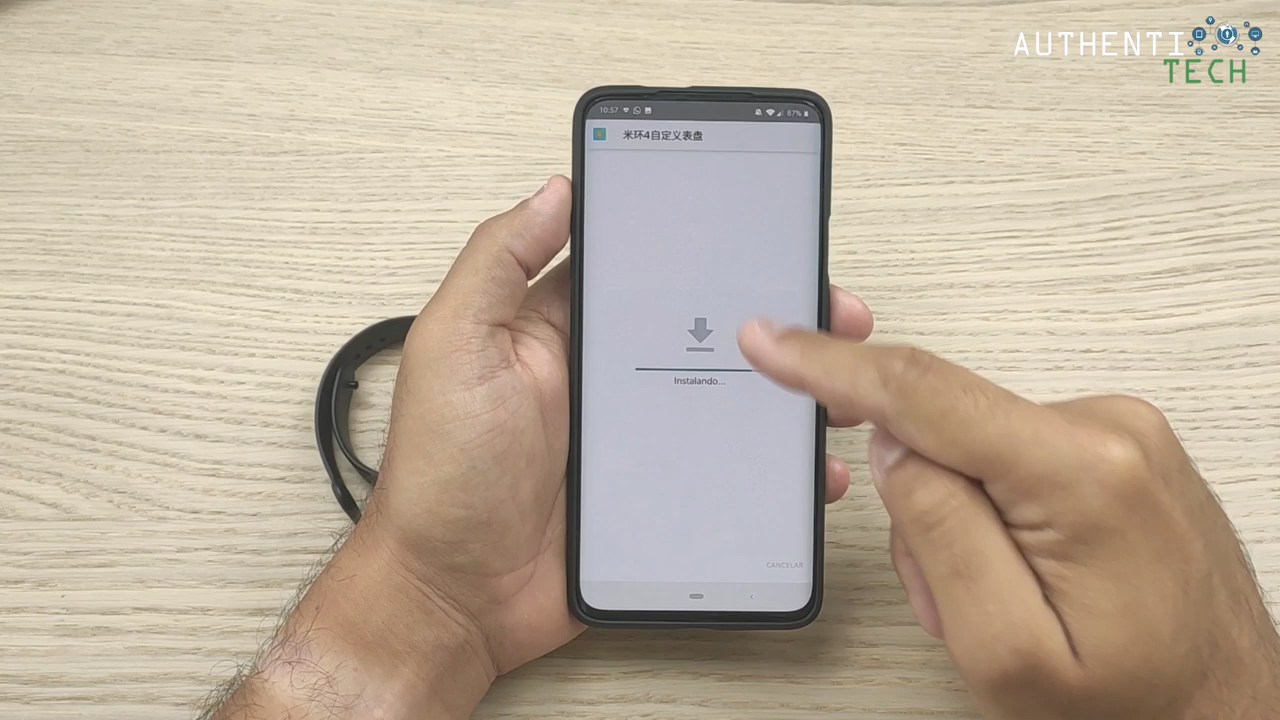 AUTHENTI
TECH
10:57
87%
米环4自定义表盘
Instalando...
CANCELAR